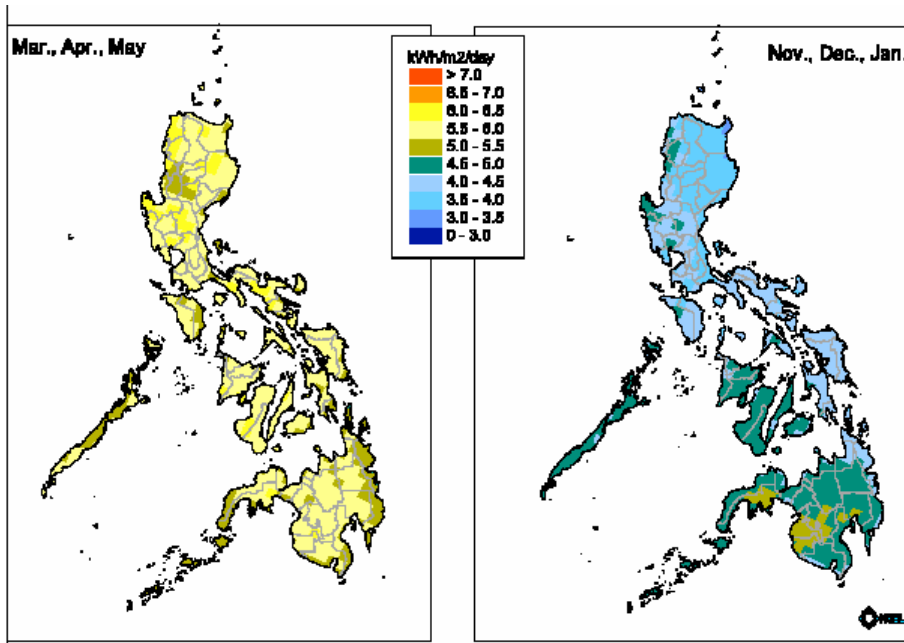 Mar., Apr., May
kWh/m2/day
> 7.0
6.5 - 7.0
6.0 - 6.5
5.5 - 6.0
5.0 - 5.5
4.5 - 5.0
4.0 - 4.5
3.5 - 4.0
3.0 - 3.5
0 - 3.0
Nov., Dec., Jan.